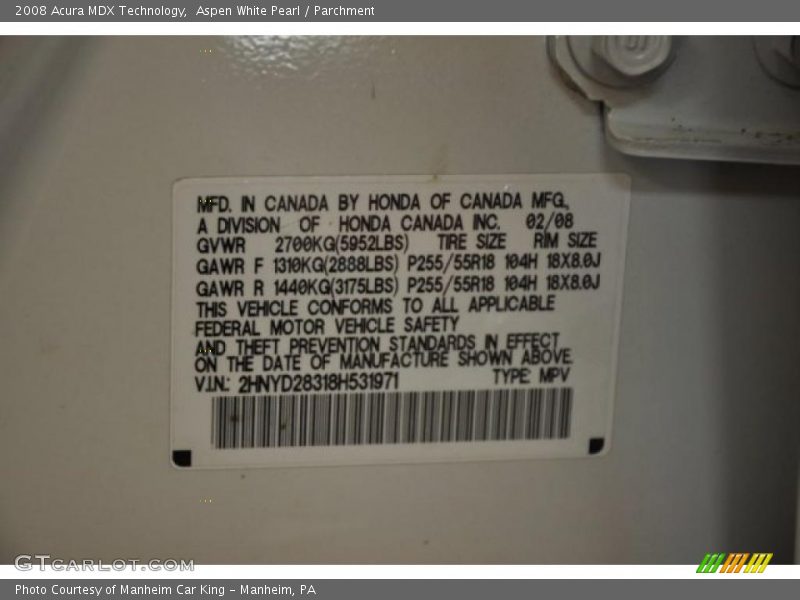 2008 Acura MDX Technology, Aspen White Pearl / Parchment
MFD. IN CANADA BY HONDA OF CANADA MFG.,
A DIVISION OF HONDA CANADA INC. 02/08
GVWR 2700KG(5952LBS) TIRE SIZE RIM SIZE
GAWR F 1310KG(2888LBS) P255/55R18 104H 18X8.0J
GAWR R 1440KG(3175LBS) P255/55R18 104H 18X8.0J
THIS VEHICLE CONFORMS TO ALL APPLICABLE
FEDERAL MOTOR VEHICLE SAFETY
AND THEFT PREVENTION STANDARDS IN EFFECT
ON THE DATE OF MANUFACTURE SHOWN ABOVE.
V.I.N.: 2HNYD28318H531971 TYPE: MPV
GTCARLOT.COM
Photo Courtesy of Manheim Car King – Manheim, PA